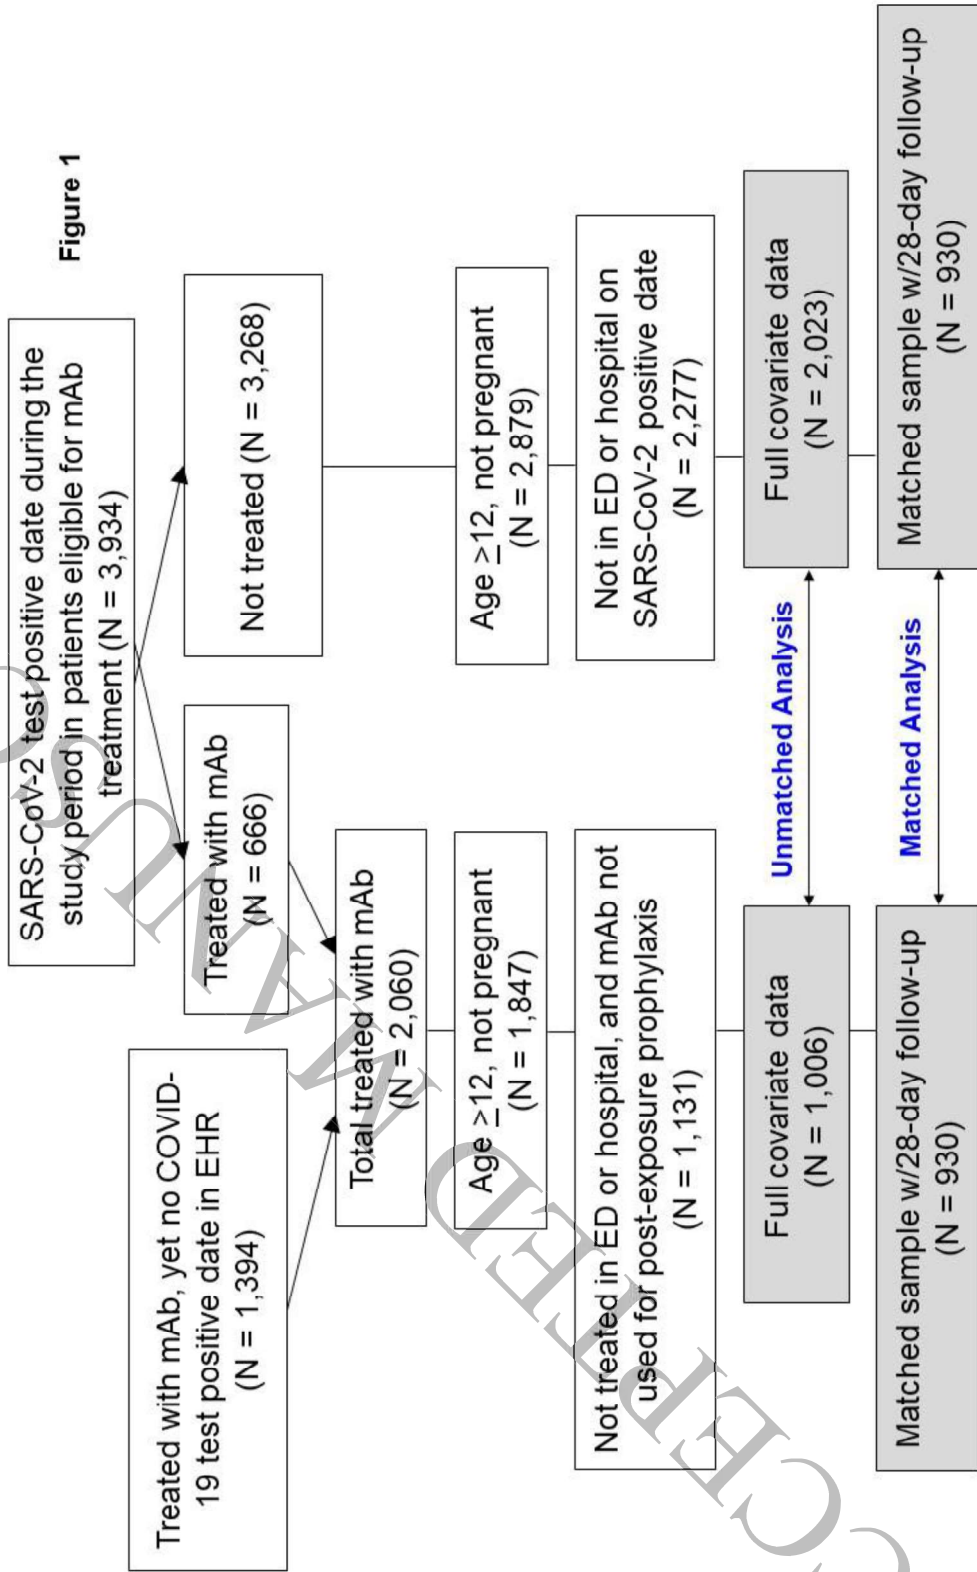 Figure 1
SARS-CoV-2 test positive date during the
study period in patients eligible for mAb
treatment (N = 3,934)
Treated with mAb, yet no COVID-
19 test positive date in EHR
(N = 1,394)
Treated with mAb
(N = 666)
Not treated (N = 3,268)
Total treated with mAb
(N = 2,060)
Age >12, not pregnant
(N = 1,847)
Age >12, not pregnant
(N = 2,879)
Not treated in ED or hospital, and mAb not
used for post-exposure prophylaxis
(N = 1,131)
Not in ED or hospital on
SARS-CoV-2 positive date
(N = 2,277)
Full covariate data
(N = 1,006)
Unmatched Analysis
Full covariate data
(N = 2,023)
Matched sample w/28-day follow-up
(N = 930)
Matched Analysis
Matched sample w/28-day follow-up
(N = 930)